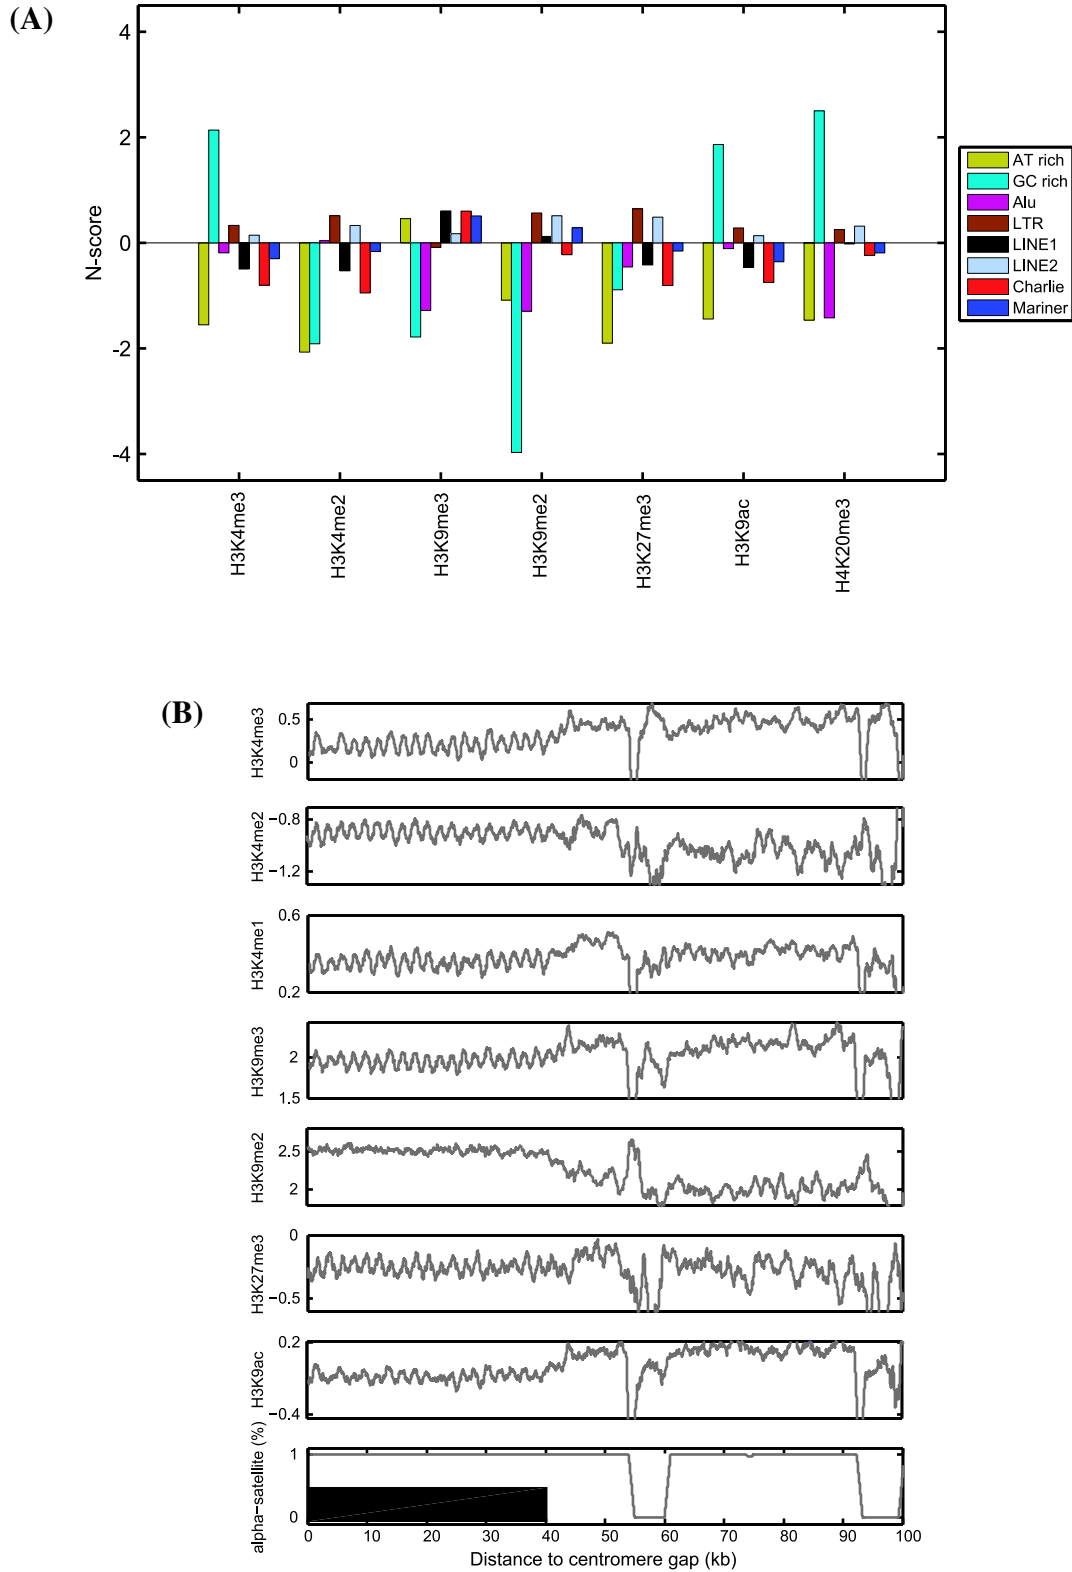 (A)
4
2
0
-2
-4
N-score
H3K4me3
H3K4me2
H3K9me3
H3K9me2
H3K27me3
H3K9ac
H4K20me3
AT rich
GC rich
Alu
LTR
LINE1
LINE2
Charlie
Mariner
(B)
H3K4me3
0.5
0
H3K4me2
−0.8
−1.2
H3K4me1
0.6
0.2
H3K9me3
2
1.5
H3K9me2
2.5
2
H3K27me3
0
−0.5
H3K9ac
0.2
−0.4
alpha−satellite (%)
1
0
0 10 20 30 40 50 60 70 80 90 100
Distance to centromere gap (kb)